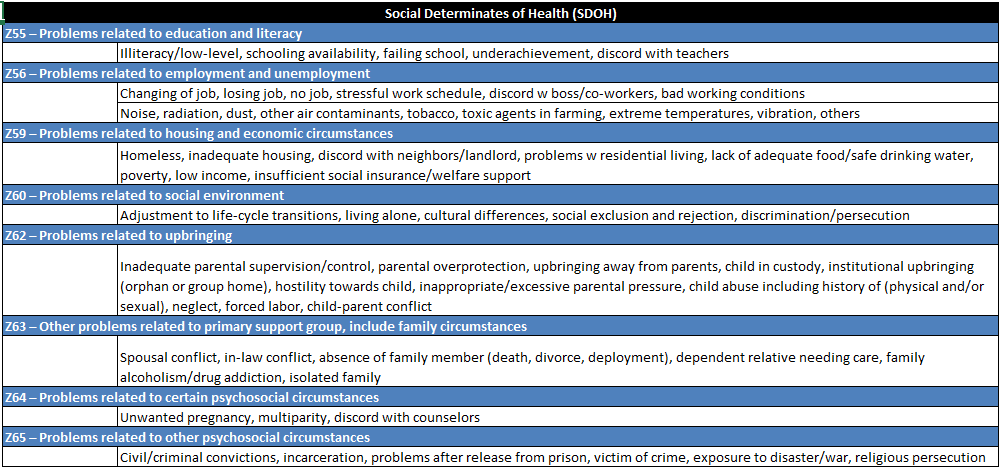 Social Determinates of Health (SDOH)
Z55 – Problems related to education and literacy
Illiteracy/low-level, schooling availability, failing school, underachievement, discord with teachers
Z56 – Problems related to employment and unemployment
Changing of job, losing job, no job, stressful work schedule, discord w boss/co-workers, bad working conditions
Noise, radiation, dust, other air contaminants, tobacco, toxic agents in farming, extreme temperatures, vibration, others
Z59 – Problems related to housing and economic circumstances
Homeless, inadequate housing, discord with neighbors/landlord, problems w residential living, lack of adequate food/safe drinking water,
poverty, low income, insufficient social insurance/welfare support
Z60 – Problems related to social environment
Adjustment to life-cycle transitions, living alone, cultural differences, social exclusion and rejection, discrimination/persecution
Z62 – Problems related to upbringing
Inadequate parental supervision/control, parental overprotection, upbringing away from parents, child in custody, institutional upbringing
(orphan or group home), hostility towards child, inappropriate/excessive parental pressure, child abuse including history of (physical and/or
sexual), neglect, forced labor, child-parent conflict
Z63 – Other problems related to primary support group, include family circumstances
Spousal conflict, in-law conflict, absence of family member (death, divorce, deployment), dependent relative needing care, family
alcoholism/drug addiction, isolated family
Z64 – Problems related to certain psychosocial circumstances
Unwanted pregnancy, multiparity, discord with counselors
Z65 – Problems related to other psychosocial circumstances
Civil/criminal convictions, incarceration, problems after release from prison, victim of crime, exposure to disaster/war, religious persecution